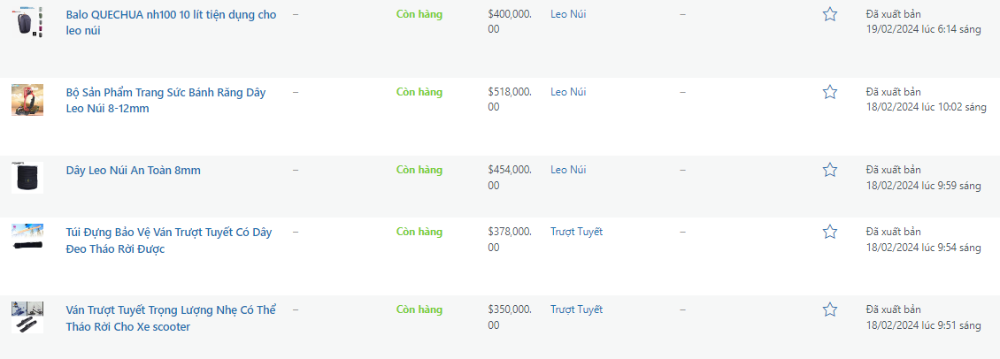 Balo QUECHUA nh100 10 lít tiện dụng cho – Còn hàng $400,000. Leo Núi – Đã xuất bản
leo núi 00 19/02/2024 lúc 6:14 sáng
Bộ Sản Phẩm Trang Sức Bánh Răng Dây – Còn hàng $518,000. Leo Núi – Đã xuất bản
Leo Núi 8-12mm 00 18/02/2024 lúc 10:02 sáng
Dây Leo Núi An Toàn 8mm – Còn hàng $454,000. Leo Núi – Đã xuất bản
00 18/02/2024 lúc 9:59 sáng
Túi Đựng Bảo Vệ Ván Trượt Tuyết Có Dây – Còn hàng $378,000. Trượt Tuyết – Đã xuất bản
Đeo Tháo Rời Được 00 18/02/2024 lúc 9:54 sáng
Ván Trượt Tuyết Trọng Lượng Nhẹ Có Thể – Còn hàng $350,000. Trượt Tuyết – Đã xuất bản
Tháo Rời Cho Xe scooter 00 18/02/2024 lúc 9:51 sáng